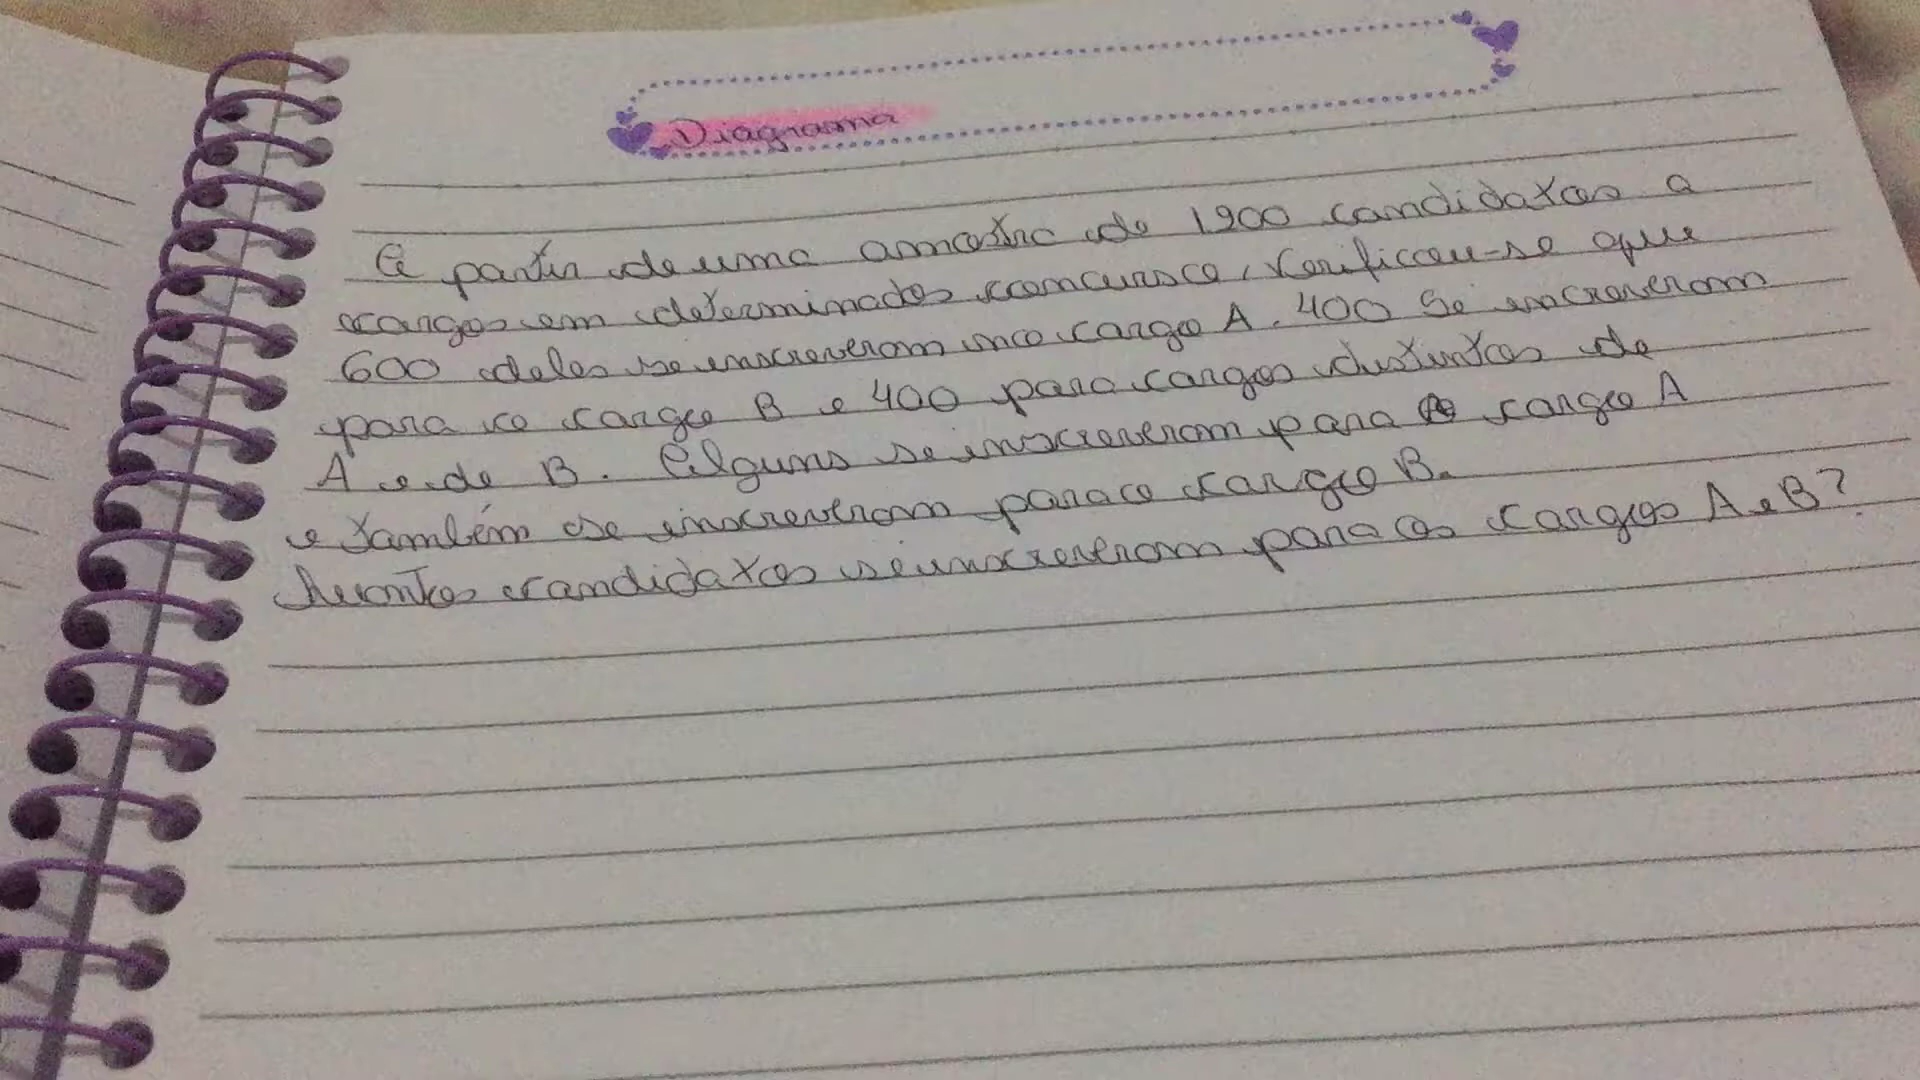 Diagrama
A partir de uma amostra de 1200 candidatos a
cargos em determinados concurso, Verificou-se que
600 deles se inscreveram no cargo A. 400 Se inscreveram
para o cargo B e 400 para cargos distintos de
A e de B. Alguns se inscreveram para o cargo A
e também se inscreveram para o cargo B.
Quantos candidatos se inscreveram para os cargos A e B?